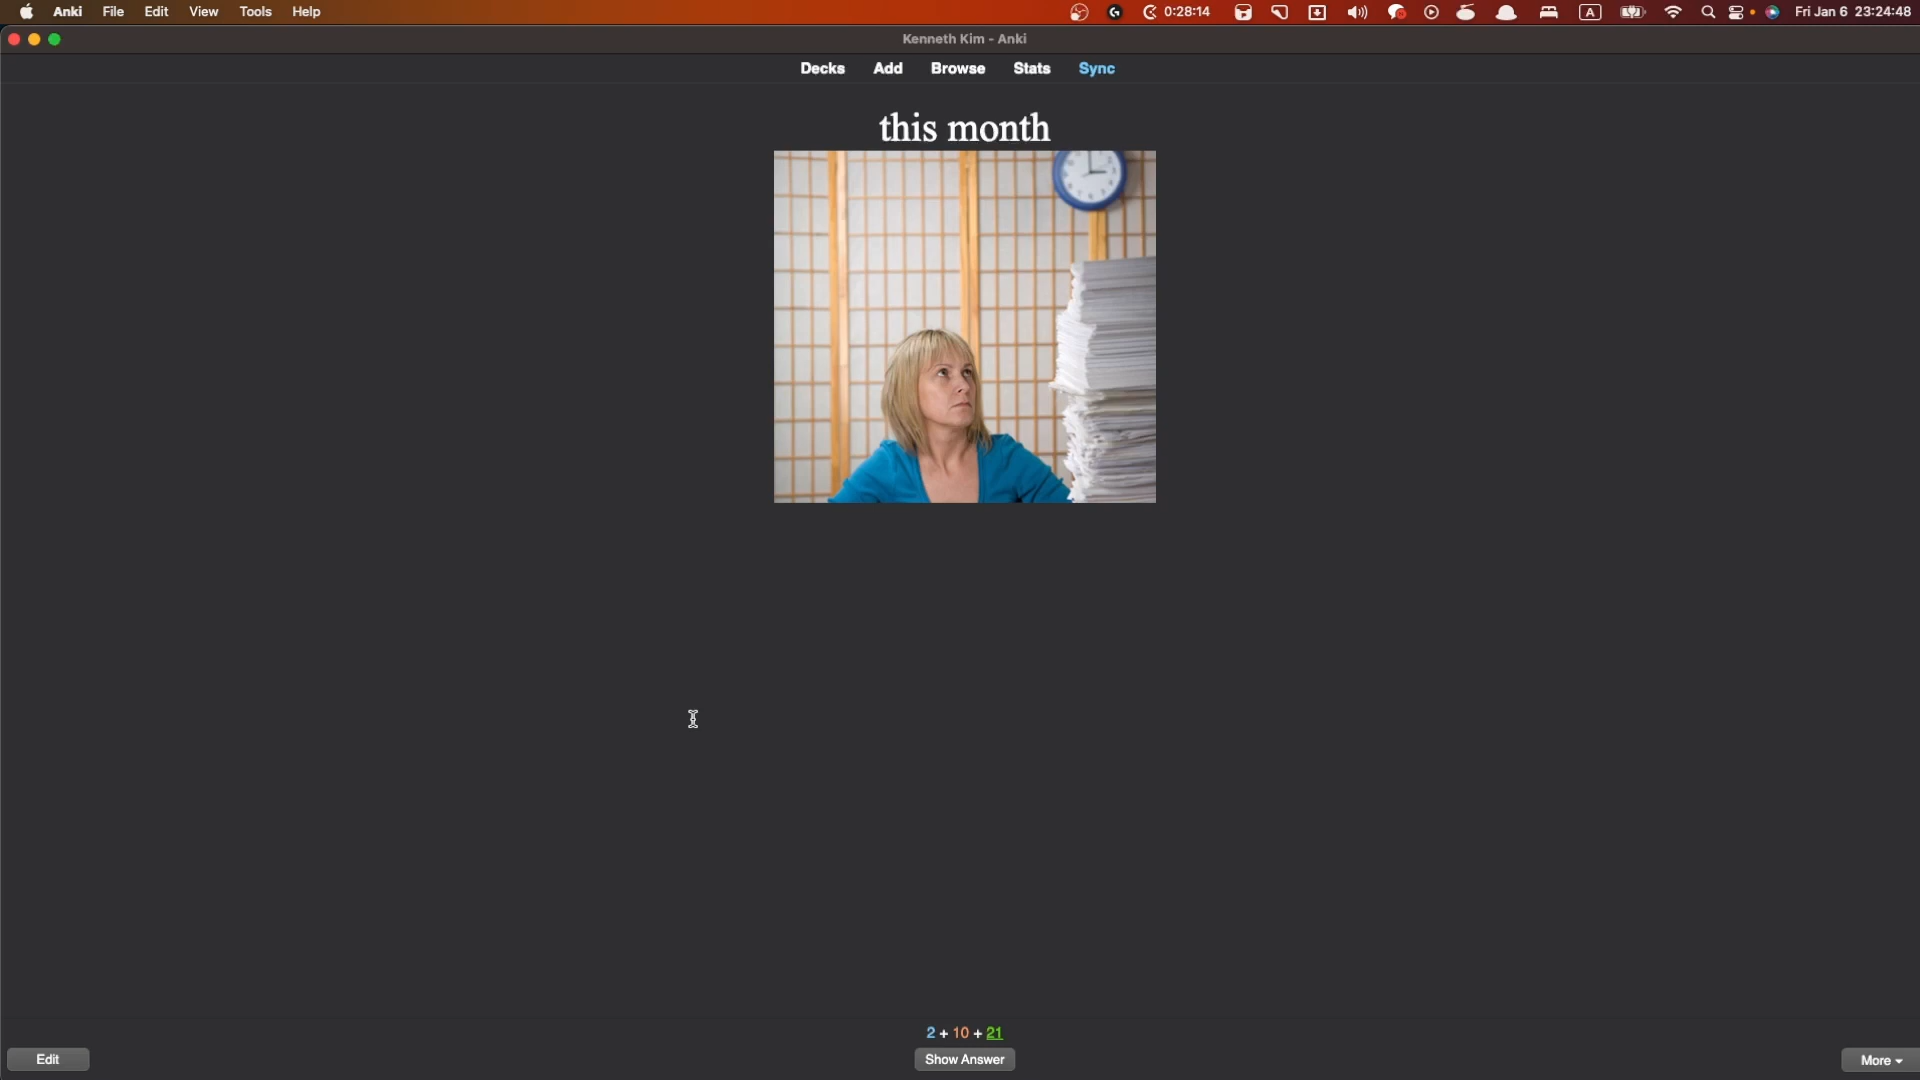 Anki File Edit View Tools Help 0:28:14 A Fri Jan 6 23:24:48
Kenneth Kim - Anki
Decks Add Browse Stats Sync
this month
2 + 10 + 21
Edit Show Answer More